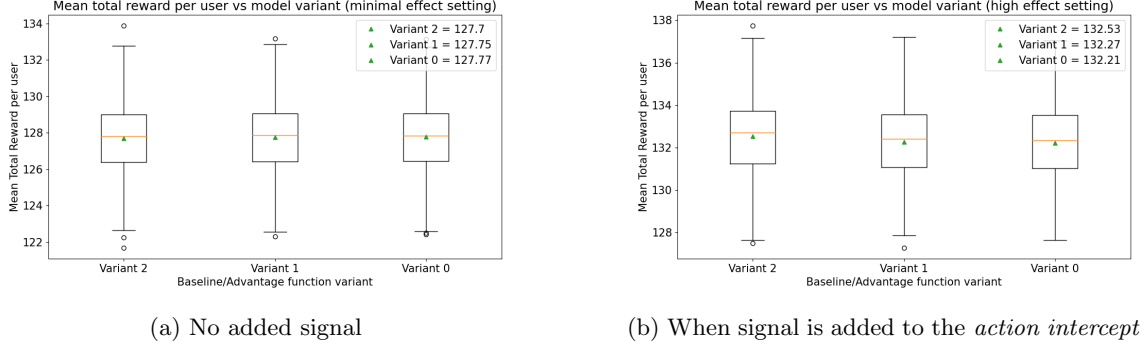 Mean total reward per user vs model variant (minimal effect setting)
Mean Total Reward per user
134
132
130
128
126
124
122
Variant 2 = 127.7
Variant 1 = 127.75
Variant 0 = 127.77
Variant 2
Variant 1
Variant 0
Baseline/Advantage function variant
(a) No added signal
Mean total reward per user vs model variant (high effect setting)
Mean Total Reward per user
138
136
134
132
130
128
Variant 2 = 132.53
Variant 1 = 132.27
Variant 0 = 132.21
Variant 2
Variant 1
Variant 0
Baseline/Advantage function variant
(b) When signal is added to the action intercept